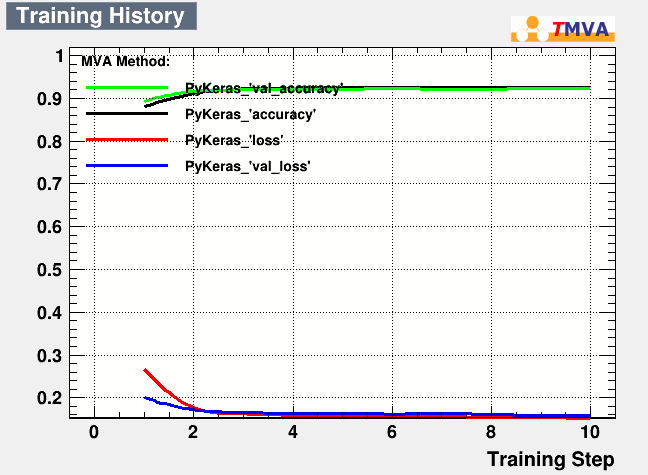 Training History
TMVA
MVA Method:
PyKeras_'val_accuracy'
PyKeras_'accuracy'
PyKeras_'loss'
PyKeras_'val_loss'
1
0.9
0.8
0.7
0.6
0.5
0.4
0.3
0.2
0 2 4 6 8 10
Training Step